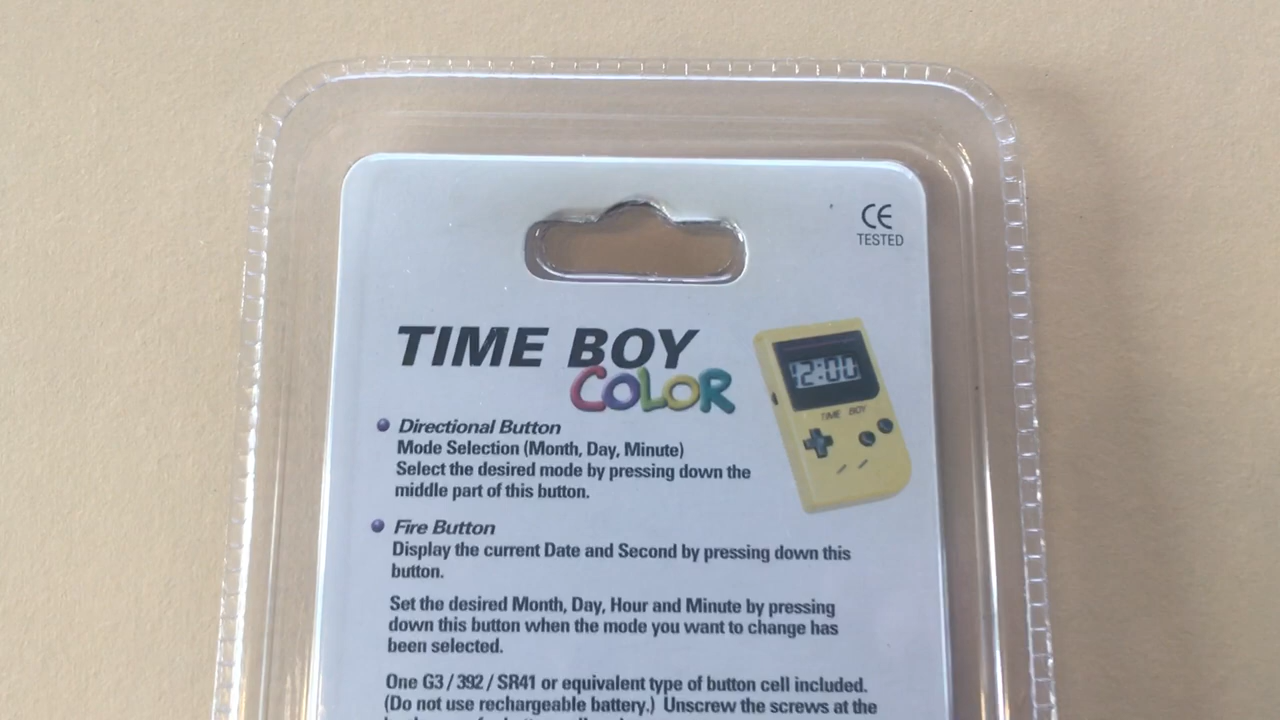 CE
TESTED
TIME BOY
COLOR
12:00
TIME BOY
Directional Button
Mode Selection (Month, Day, Minute)
Select the desired mode by pressing down the
middle part of this button.
Fire Button
Display the current Date and Second by pressing down this
button.
Set the desired Month, Day, Hour and Minute by pressing
down this button when the mode you want to change has
been selected.
One G3 / 392 / SR41 or equivalent type of button cell included.
(Do not use rechargeable battery.) Unscrew the screws at the